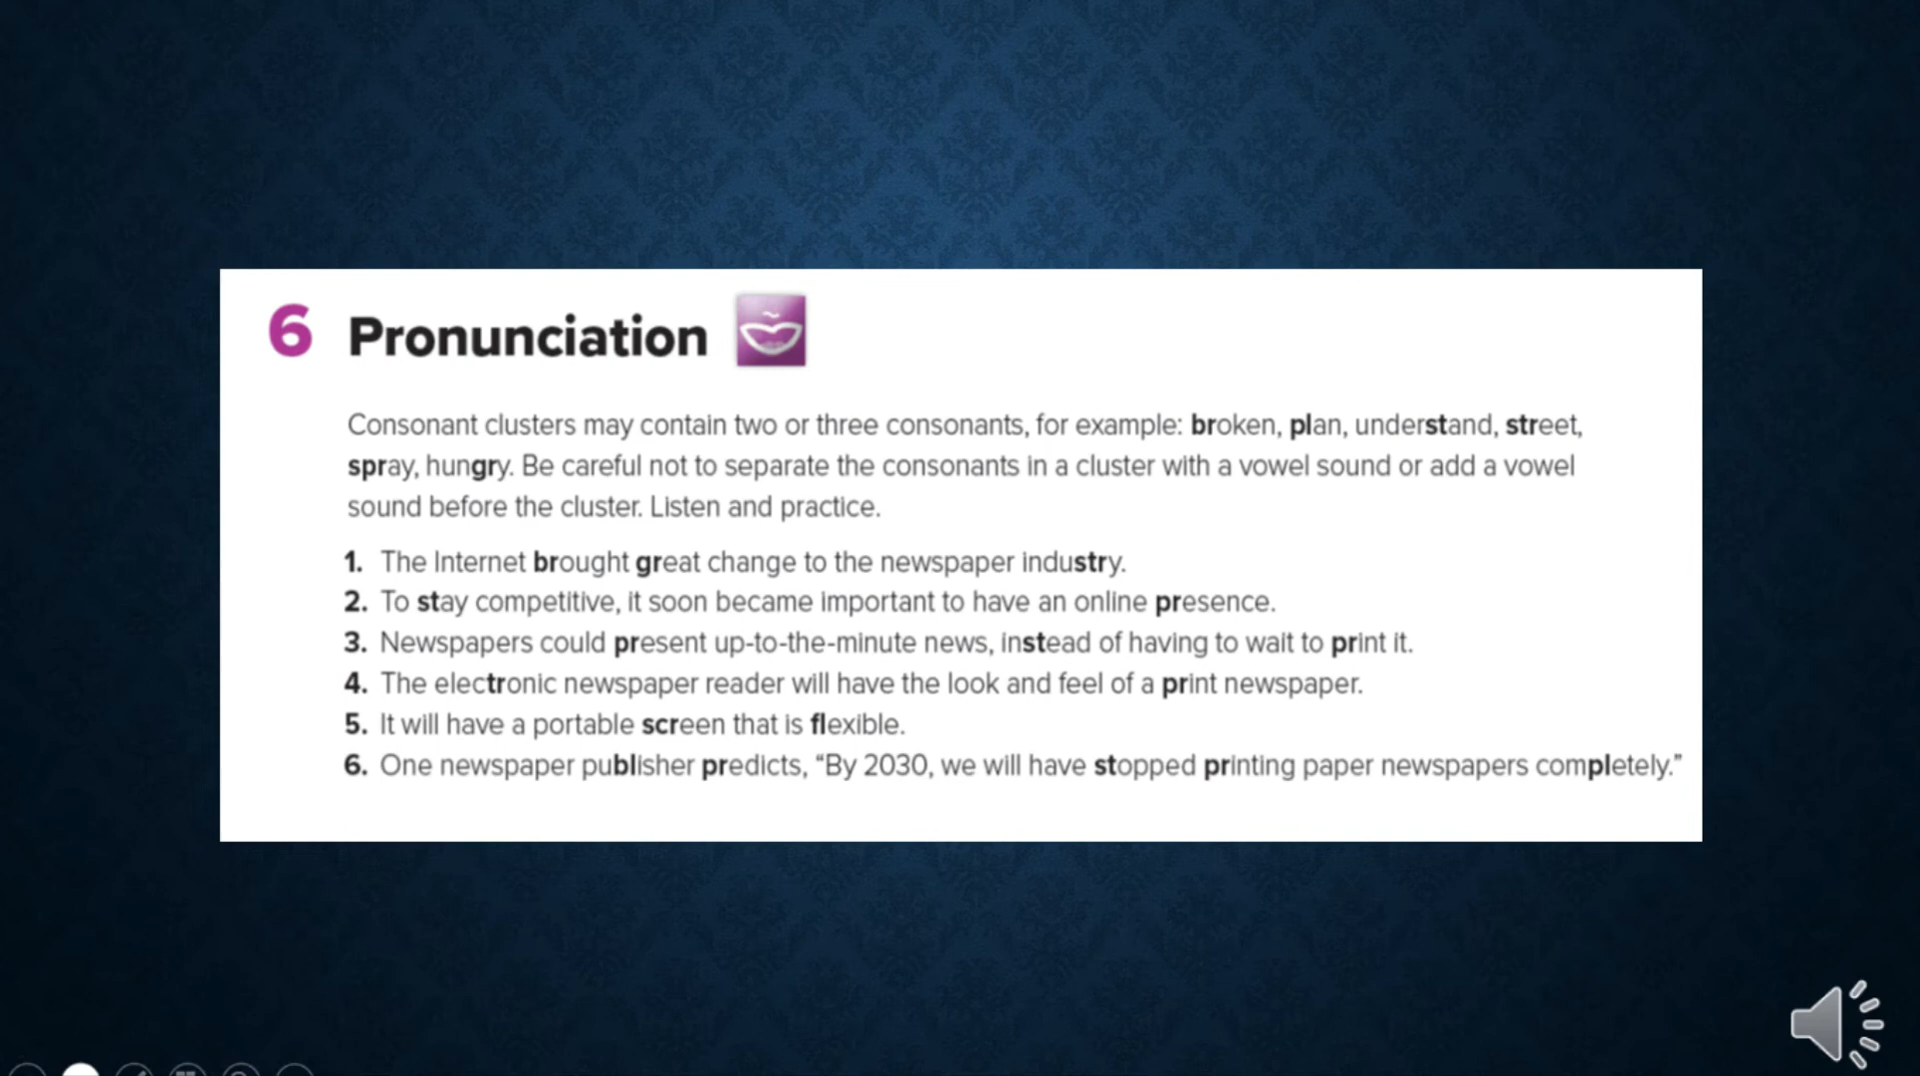 6 Pronunciation
Consonant clusters may contain two or three consonants, for example: broken, plan, understand, street,
spray, hungry. Be careful not to separate the consonants in a cluster with a vowel sound or add a vowel
sound before the cluster. Listen and practice.
1. The Internet brought great change to the newspaper industry.
2. To stay competitive, it soon became important to have an online presence.
3. Newspapers could present up-to-the-minute news, instead of having to wait to print it.
4. The electronic newspaper reader will have the look and feel of a print newspaper.
5. It will have a portable screen that is flexible.
6. One newspaper publisher predicts, “By 2030, we will have stopped printing paper newspapers completely.”